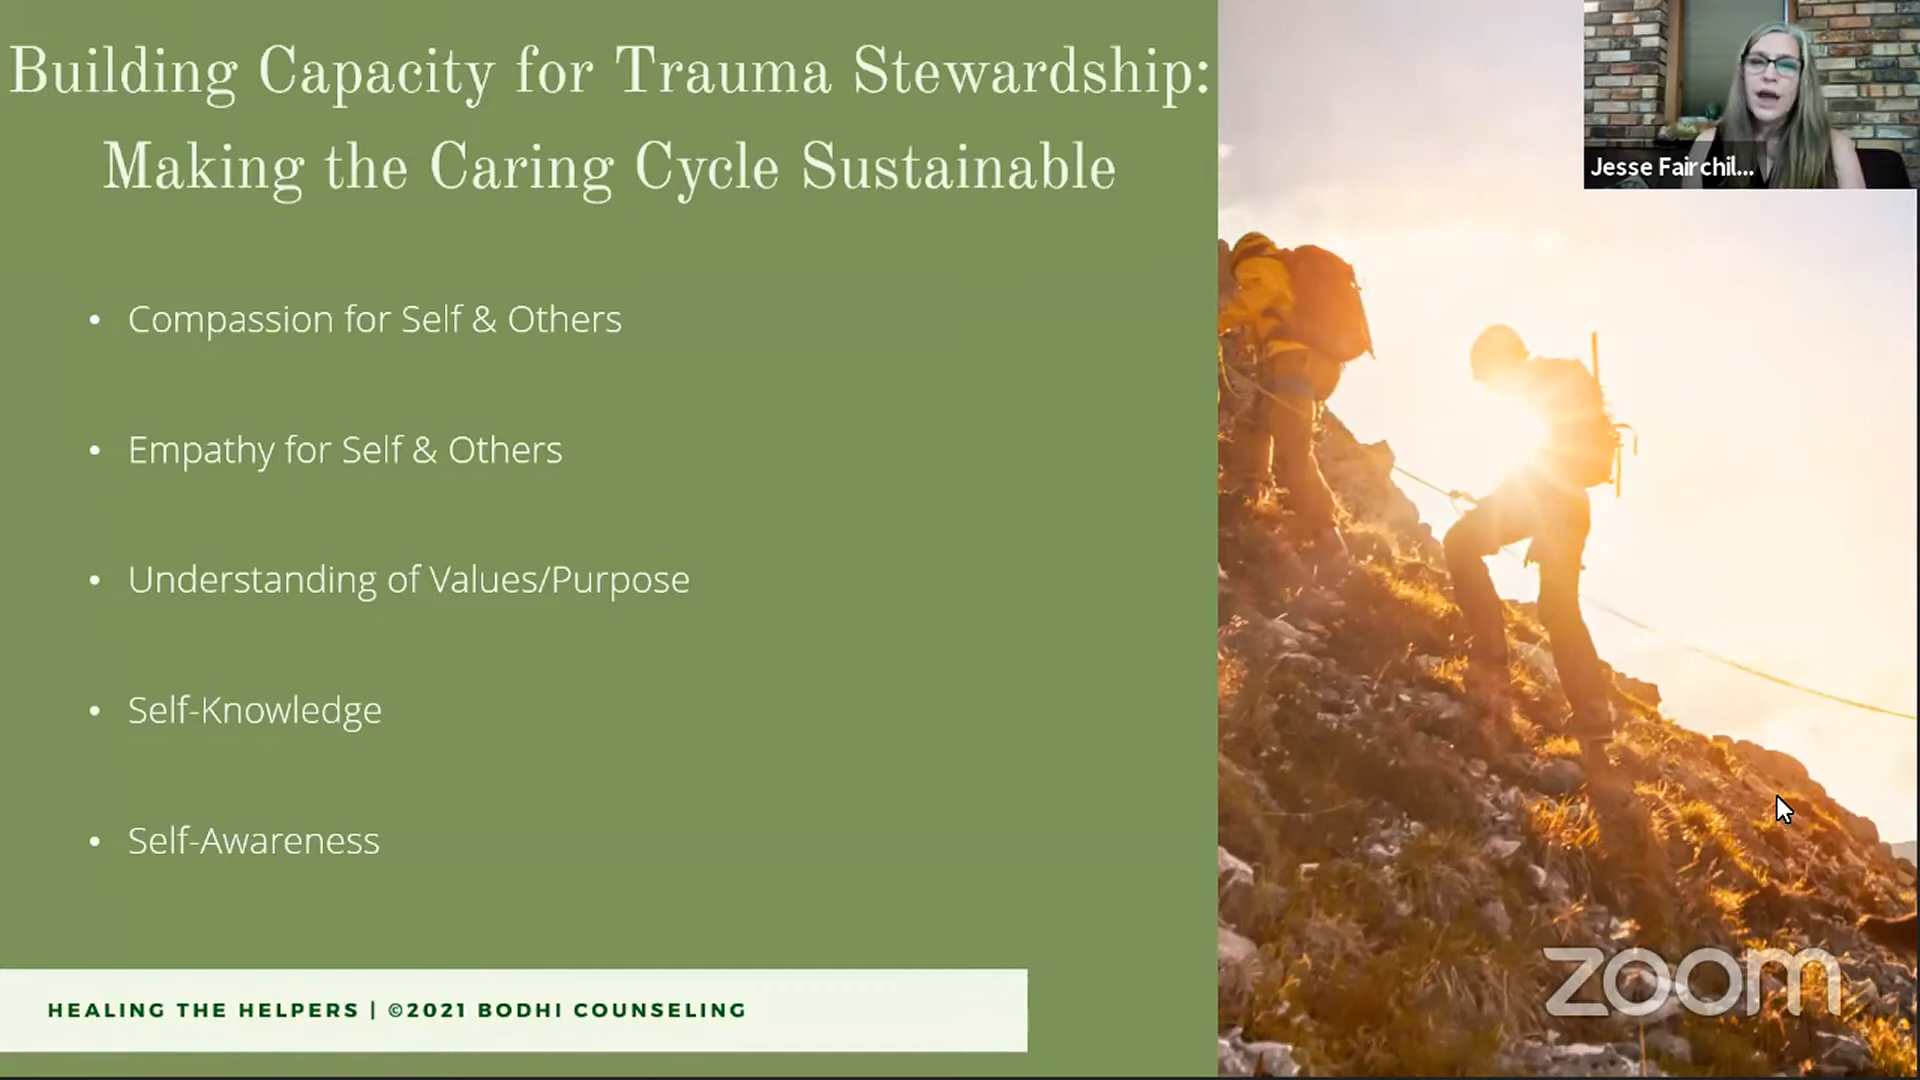 Building Capacity for Trauma Stewardship:
Making the Caring Cycle Sustainable
Jesse Fairchil...
• Compassion for Self & Others
• Empathy for Self & Others
• Understanding of Values/Purpose
• Self-Knowledge
• Self-Awareness
HEALING THE HELPERS | ©2021 BODHI COUNSELING
zoom